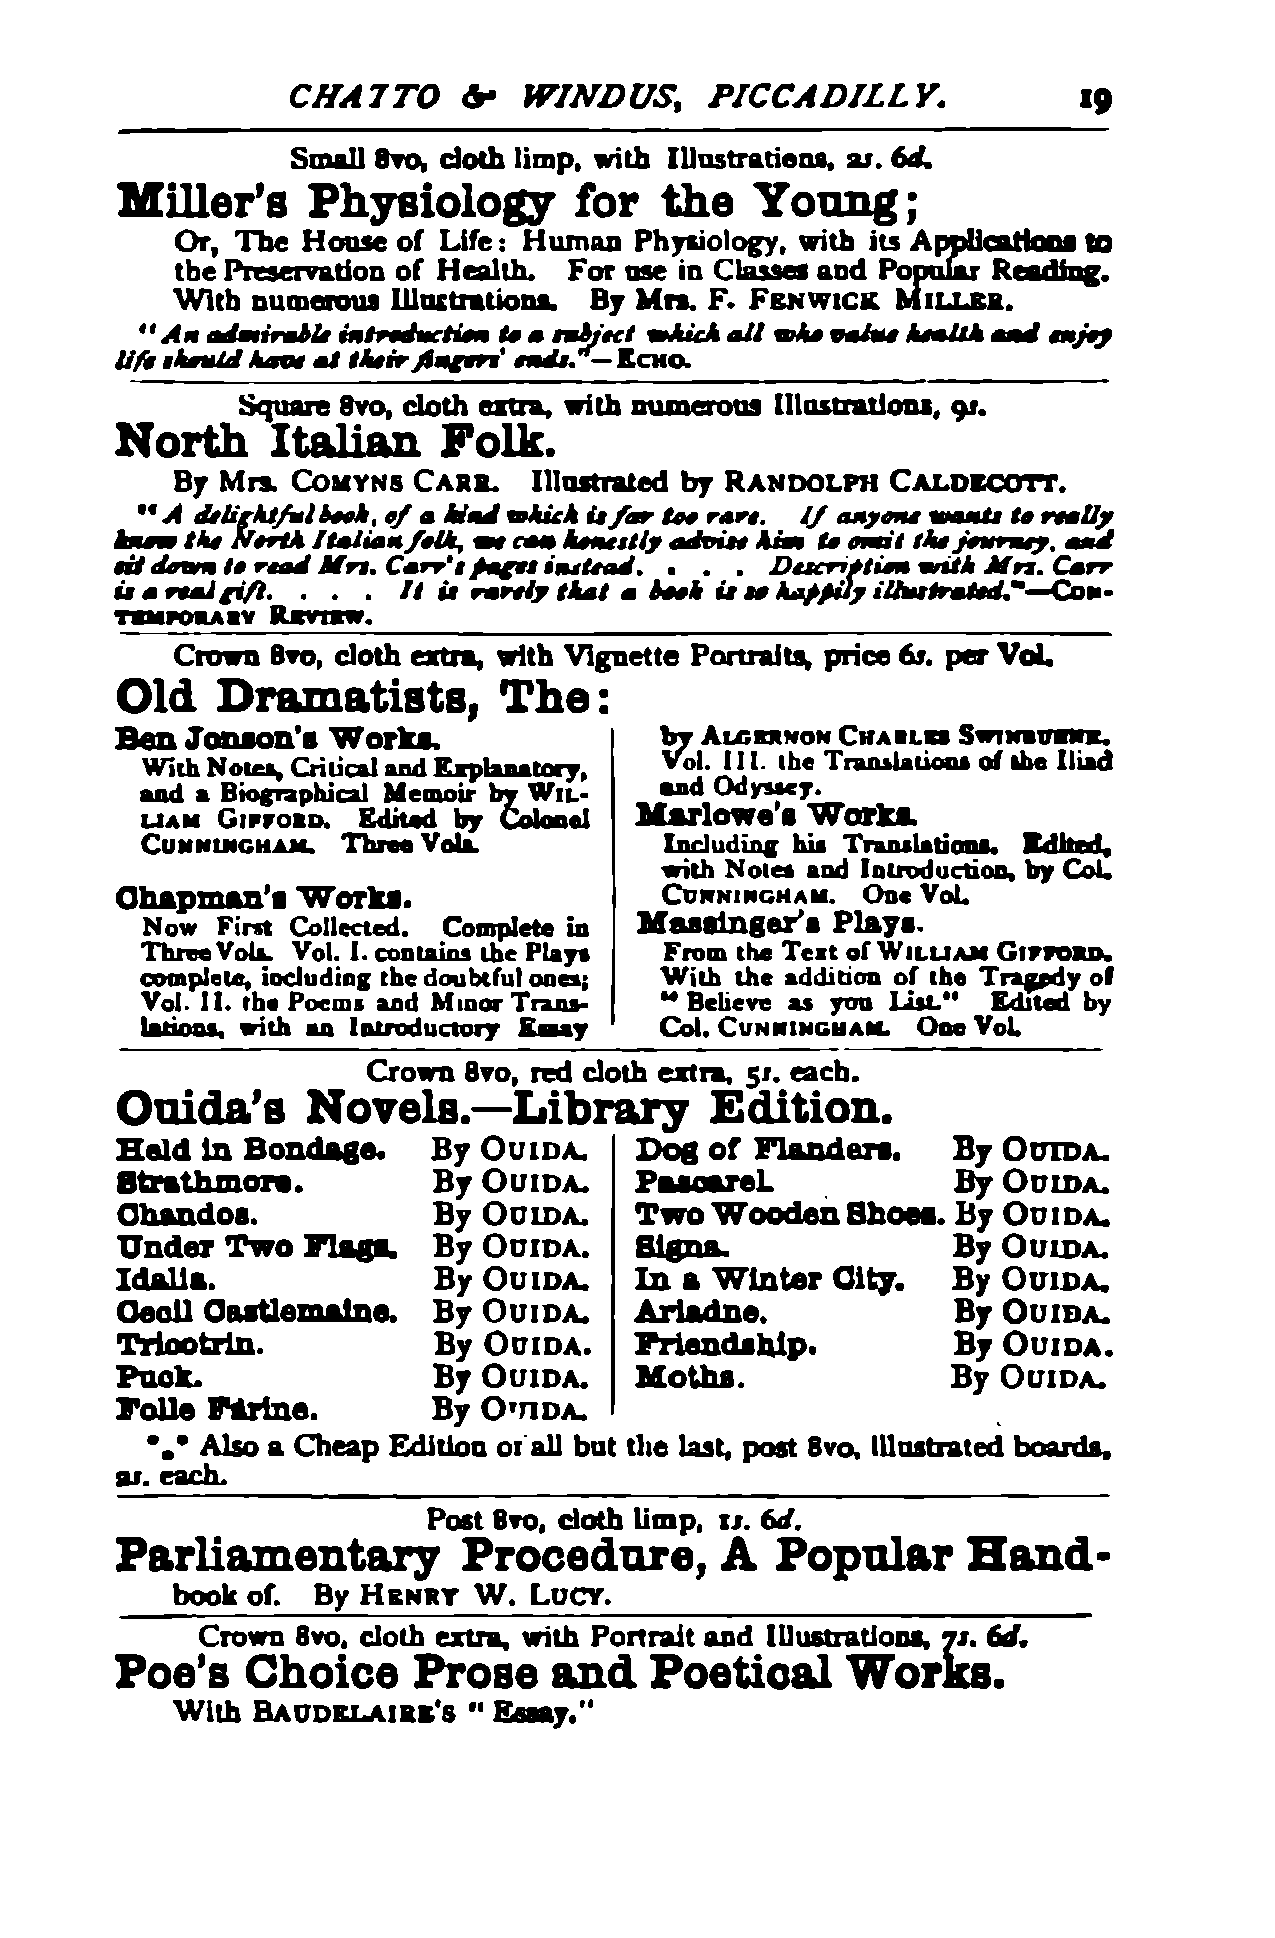 CHATTO & WINDUS, PICCADILLY. 19
Small 8vo, cloth limp, with Illustrations, 2s. 6d.
Miller's Physiology for the Young;
Or, The House of Life: Human Physiology, with its Applications to
the Preservation of Health. For use in Classes and Popular Reading.
With numerous Illustrations. By Mrs. F. FENWICK MILLER.
"An admirable introduction to a subject which all who value health and enjoy
life should have at their fingers' ends."—ECHO.
Square 8vo, cloth extra, with numerous Illustrations, 9s.
North Italian Folk.
By Mrs. COMYNS CARR. Illustrated by RANDOLPH CALDECOTT.
"A delightful book, of a kind which is far too rare. If anyone wants to really
know the North Italian folk, we can honestly advise him to omit the journey, and
sit down to read Mrs. Carr's pages instead. . . . Description with Mrs. Carr
is a real gift. . . . It is rarely that a book is so happily illustrated."—CON-
TEMPORARY REVIEW.
Crown 8vo, cloth extra, with Vignette Portraits, price 6s. per Vol.
Old Dramatists, The:
Ben Jonson's Works.
With Notes, Critical and Explanatory,
and a Biographical Memoir by WIL-
LIAM GIFFORD. Edited by Colonel
CUNNINGHAM. Three Vols.
Chapman's Works.
Now First Collected. Complete in
Three Vols. Vol. I. contains the Plays
complete, including the doubtful ones;
Vol. II. the Poems and Minor Trans-
lations, with an Introductory Essay
by ALGERNON CHARLES SWINBURNE.
Vol. III. the Translations of the Iliad
and Odyssey.
Marlowe's Works.
Including his Translations. Edited,
with Notes and Introduction, by Col.
CUNNINGHAM. One Vol.
Massinger's Plays.
From the Text of WILLIAM GIFFORD.
With the addition of the Tragedy of
"Believe as you List." Edited by
Col. CUNNINGHAM. One Vol.
Crown 8vo, red cloth extra, 5s. each.
Ouida's Novels.—Library Edition.
Held in Bondage. By OUIDA.
Strathmore. By OUIDA.
Chandos. By OUIDA.
Under Two Flags. By OUIDA.
Idalia. By OUIDA.
Cecil Castlemaine. By OUIDA.
Tricotrin. By OUIDA.
Puck. By OUIDA.
Folle Farine. By OUIDA.
Dog of Flanders. By OUIDA.
Pascarel. By OUIDA.
Two Wooden Shoes. By OUIDA.
Signa. By OUIDA.
In a Winter City. By OUIDA.
Ariadne. By OUIDA.
Friendship. By OUIDA.
Moths. By OUIDA.
*.* Also a Cheap Edition of all but the last, post 8vo, illustrated boards,
2s. each.
Post 8vo, cloth limp, 1s. 6d.
Parliamentary Procedure, A Popular Hand-
book of. By HENRY W. LUCY.
Crown 8vo, cloth extra, with Portrait and Illustrations, 7s. 6d.
Poe's Choice Prose and Poetical Works.
With BAUDELAIRE'S "Essay."